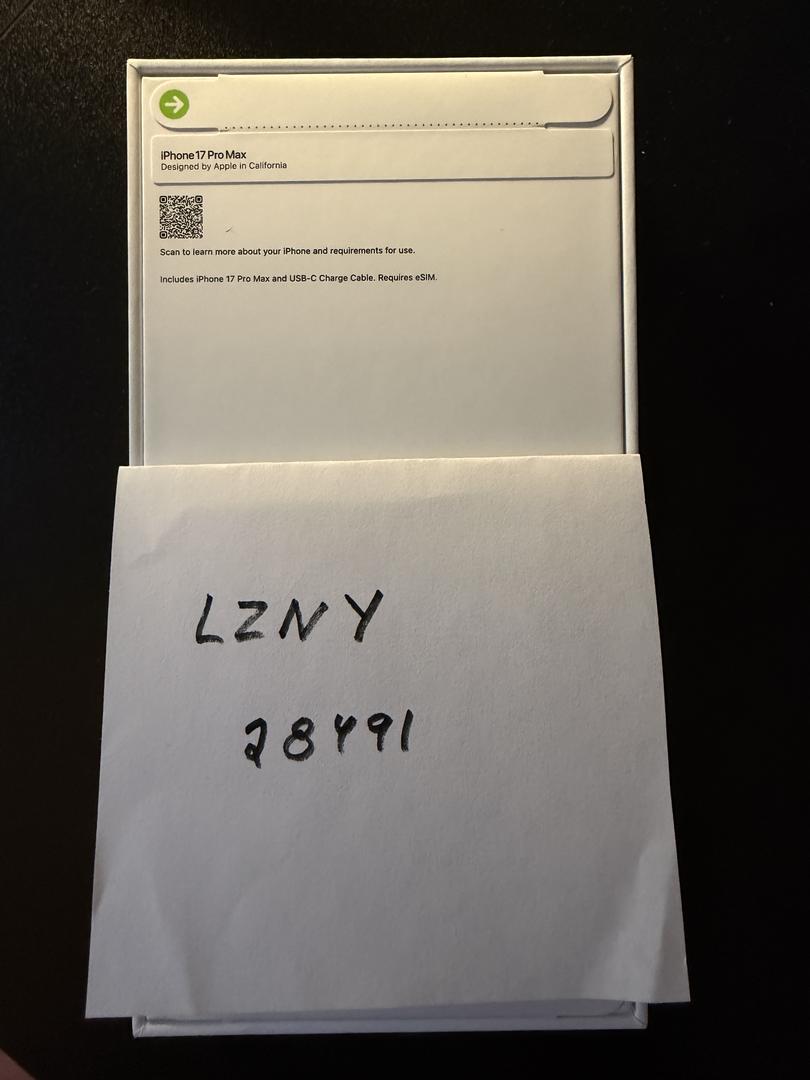 iPhone 17 Pro Max
Designed by Apple in California
Scan to learn more about your iPhone and requirements for use.
Includes iPhone 17 Pro Max and USB-C Charge Cable. Requires eSIM.
LZNY
28491